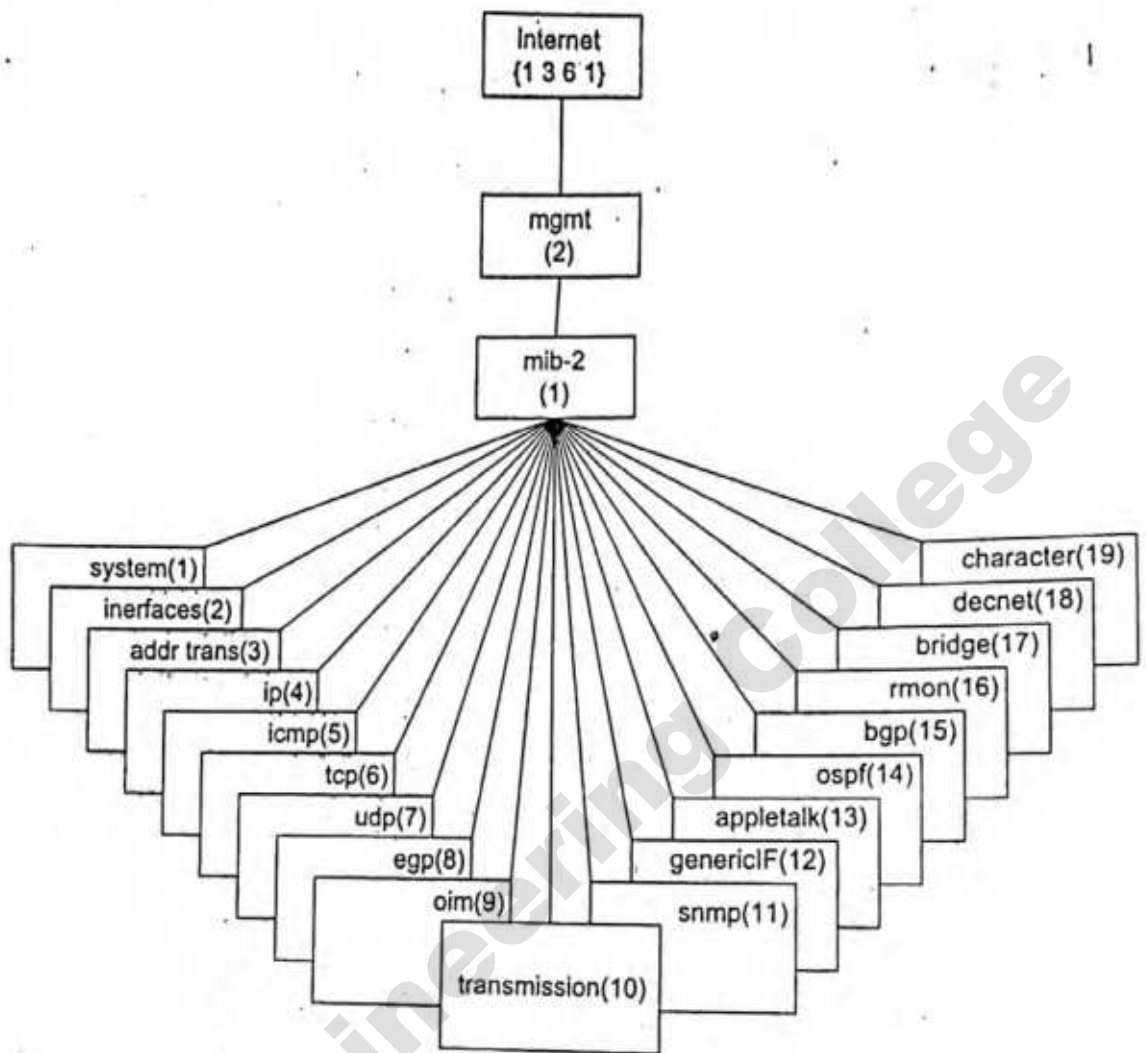 Internet
{1 3 6 1}
mgmt
(2)
mib-2
(1)
system(1)
inerfaces(2)
addr trans(3)
ip(4)
icmp(5)
tcp(6)
udp(7)
egp(8)
oim(9)
transmission(10)
snmp(11)
genericIF(12)
appletalk(13)
ospf(14)
bgp(15)
rmon(16)
bridge(17)
decnet(18)
character(19)
ineering College